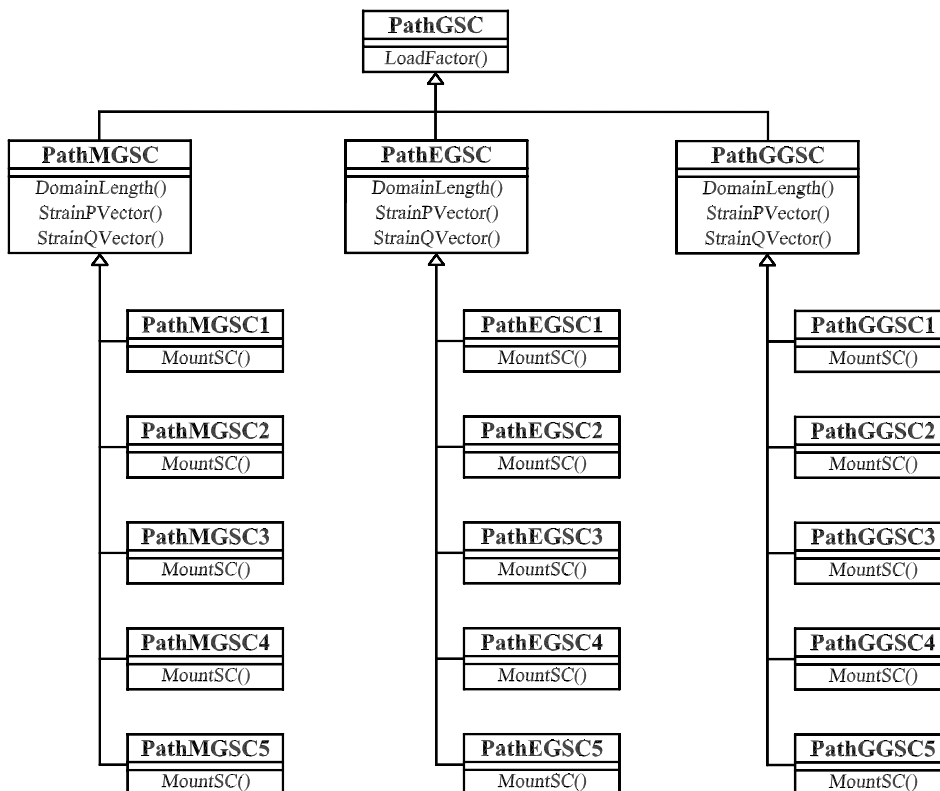 PathGSC
LoadFactor()
PathMGSC
DomainLength()
StrainPVector()
StrainQVector()
PathEGSC
DomainLength()
StrainPVector()
StrainQVector()
PathGGSC
DomainLength()
StrainPVector()
StrainQVector()
PathMGSC1
MountSC()
PathMGSC2
MountSC()
PathMGSC3
MountSC()
PathMGSC4
MountSC()
PathMGSC5
MountSC()
PathEGSC1
MountSC()
PathEGSC2
MountSC()
PathEGSC3
MountSC()
PathEGSC4
MountSC()
PathEGSC5
MountSC()
PathGGSC1
MountSC()
PathGGSC2
MountSC()
PathGGSC3
MountSC()
PathGGSC4
MountSC()
PathGGSC5
MountSC()